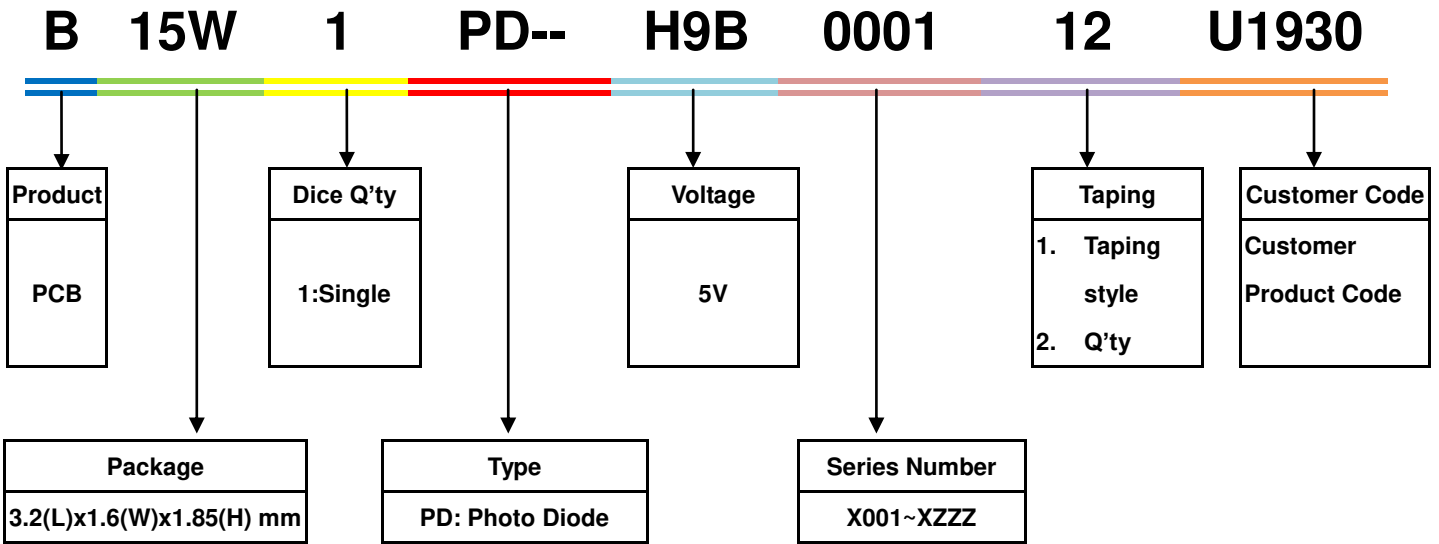 B 15W 1 PD-- H9B 0001 12 U1930
Product
PCB
Dice Q’ty
1:Single
Voltage
5V
Taping
1. Taping
style
2. Q’ty
Customer Code
Customer
Product Code
Package
3.2(L)x1.6(W)x1.85(H) mm
Type
PD: Photo Diode
Series Number
X001~XZZZ